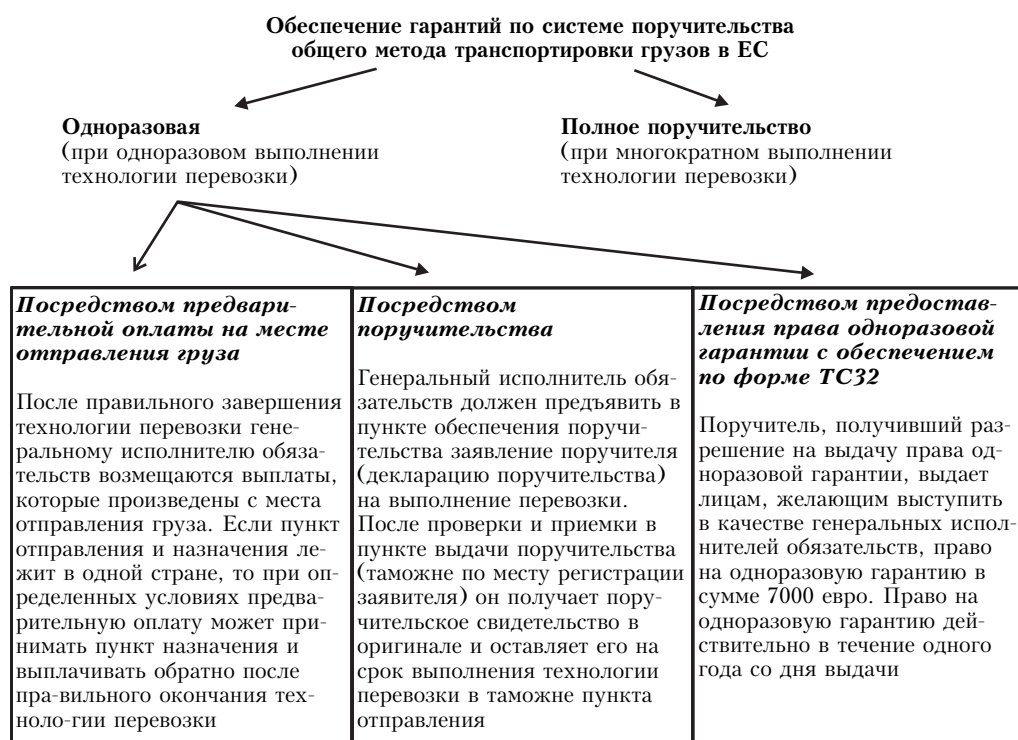 Обеспечение гарантий по системе поручительства
общего метода транспортировки грузов в ЕС
Одноразовая
(при одноразовом выполнении
технологии перевозки)
Полное поручительство
(при многократном выполнении
технологии перевозки)
Посредством предвари-
тельной оплаты на месте
отправления груза
После правильного завершения
технологии перевозки гене-
ральному исполнителю обяза-
тельств возмещаются выплаты,
которые произведены с места
отправления груза. Если пункт
отправления и назначения ле-
жит в одной стране, то при оп-
ределенных условиях предва-
рительную оплату может при-
нимать пункт назначения и
выплачивать обратно после
пра-вильного окончания тех-
ноло-гии перевозки
Посредством
поручительства
Генеральный исполнитель обя-
зательств должен предъявить в
пункте обеспечения поручи-
тельства заявление поручителя
(декларацию поручительства)
на выполнение перевозки.
После проверки и приемки в
пункте выдачи поручительства
(таможне по месту регистрации
заявителя) он получает пору-
чительское свидетельство в
оригинале и оставляет его на
срок выполнения технологии
перевозки в таможне пункта
отправления
Посредством предостав-
ления права одноразовой
гарантии с обеспечением
по форме ТС32
Поручитель, получивший раз-
решение на выдачу права од-
норазовой гарантии, выдает
лицам, желающим выступить
в качестве генеральных испол-
нителей обязательств, право
на одноразовую гарантию в
сумме 7000 евро. Право на
одноразовую гарантию дей-
ствительно в течение одного
года со дня выдачи